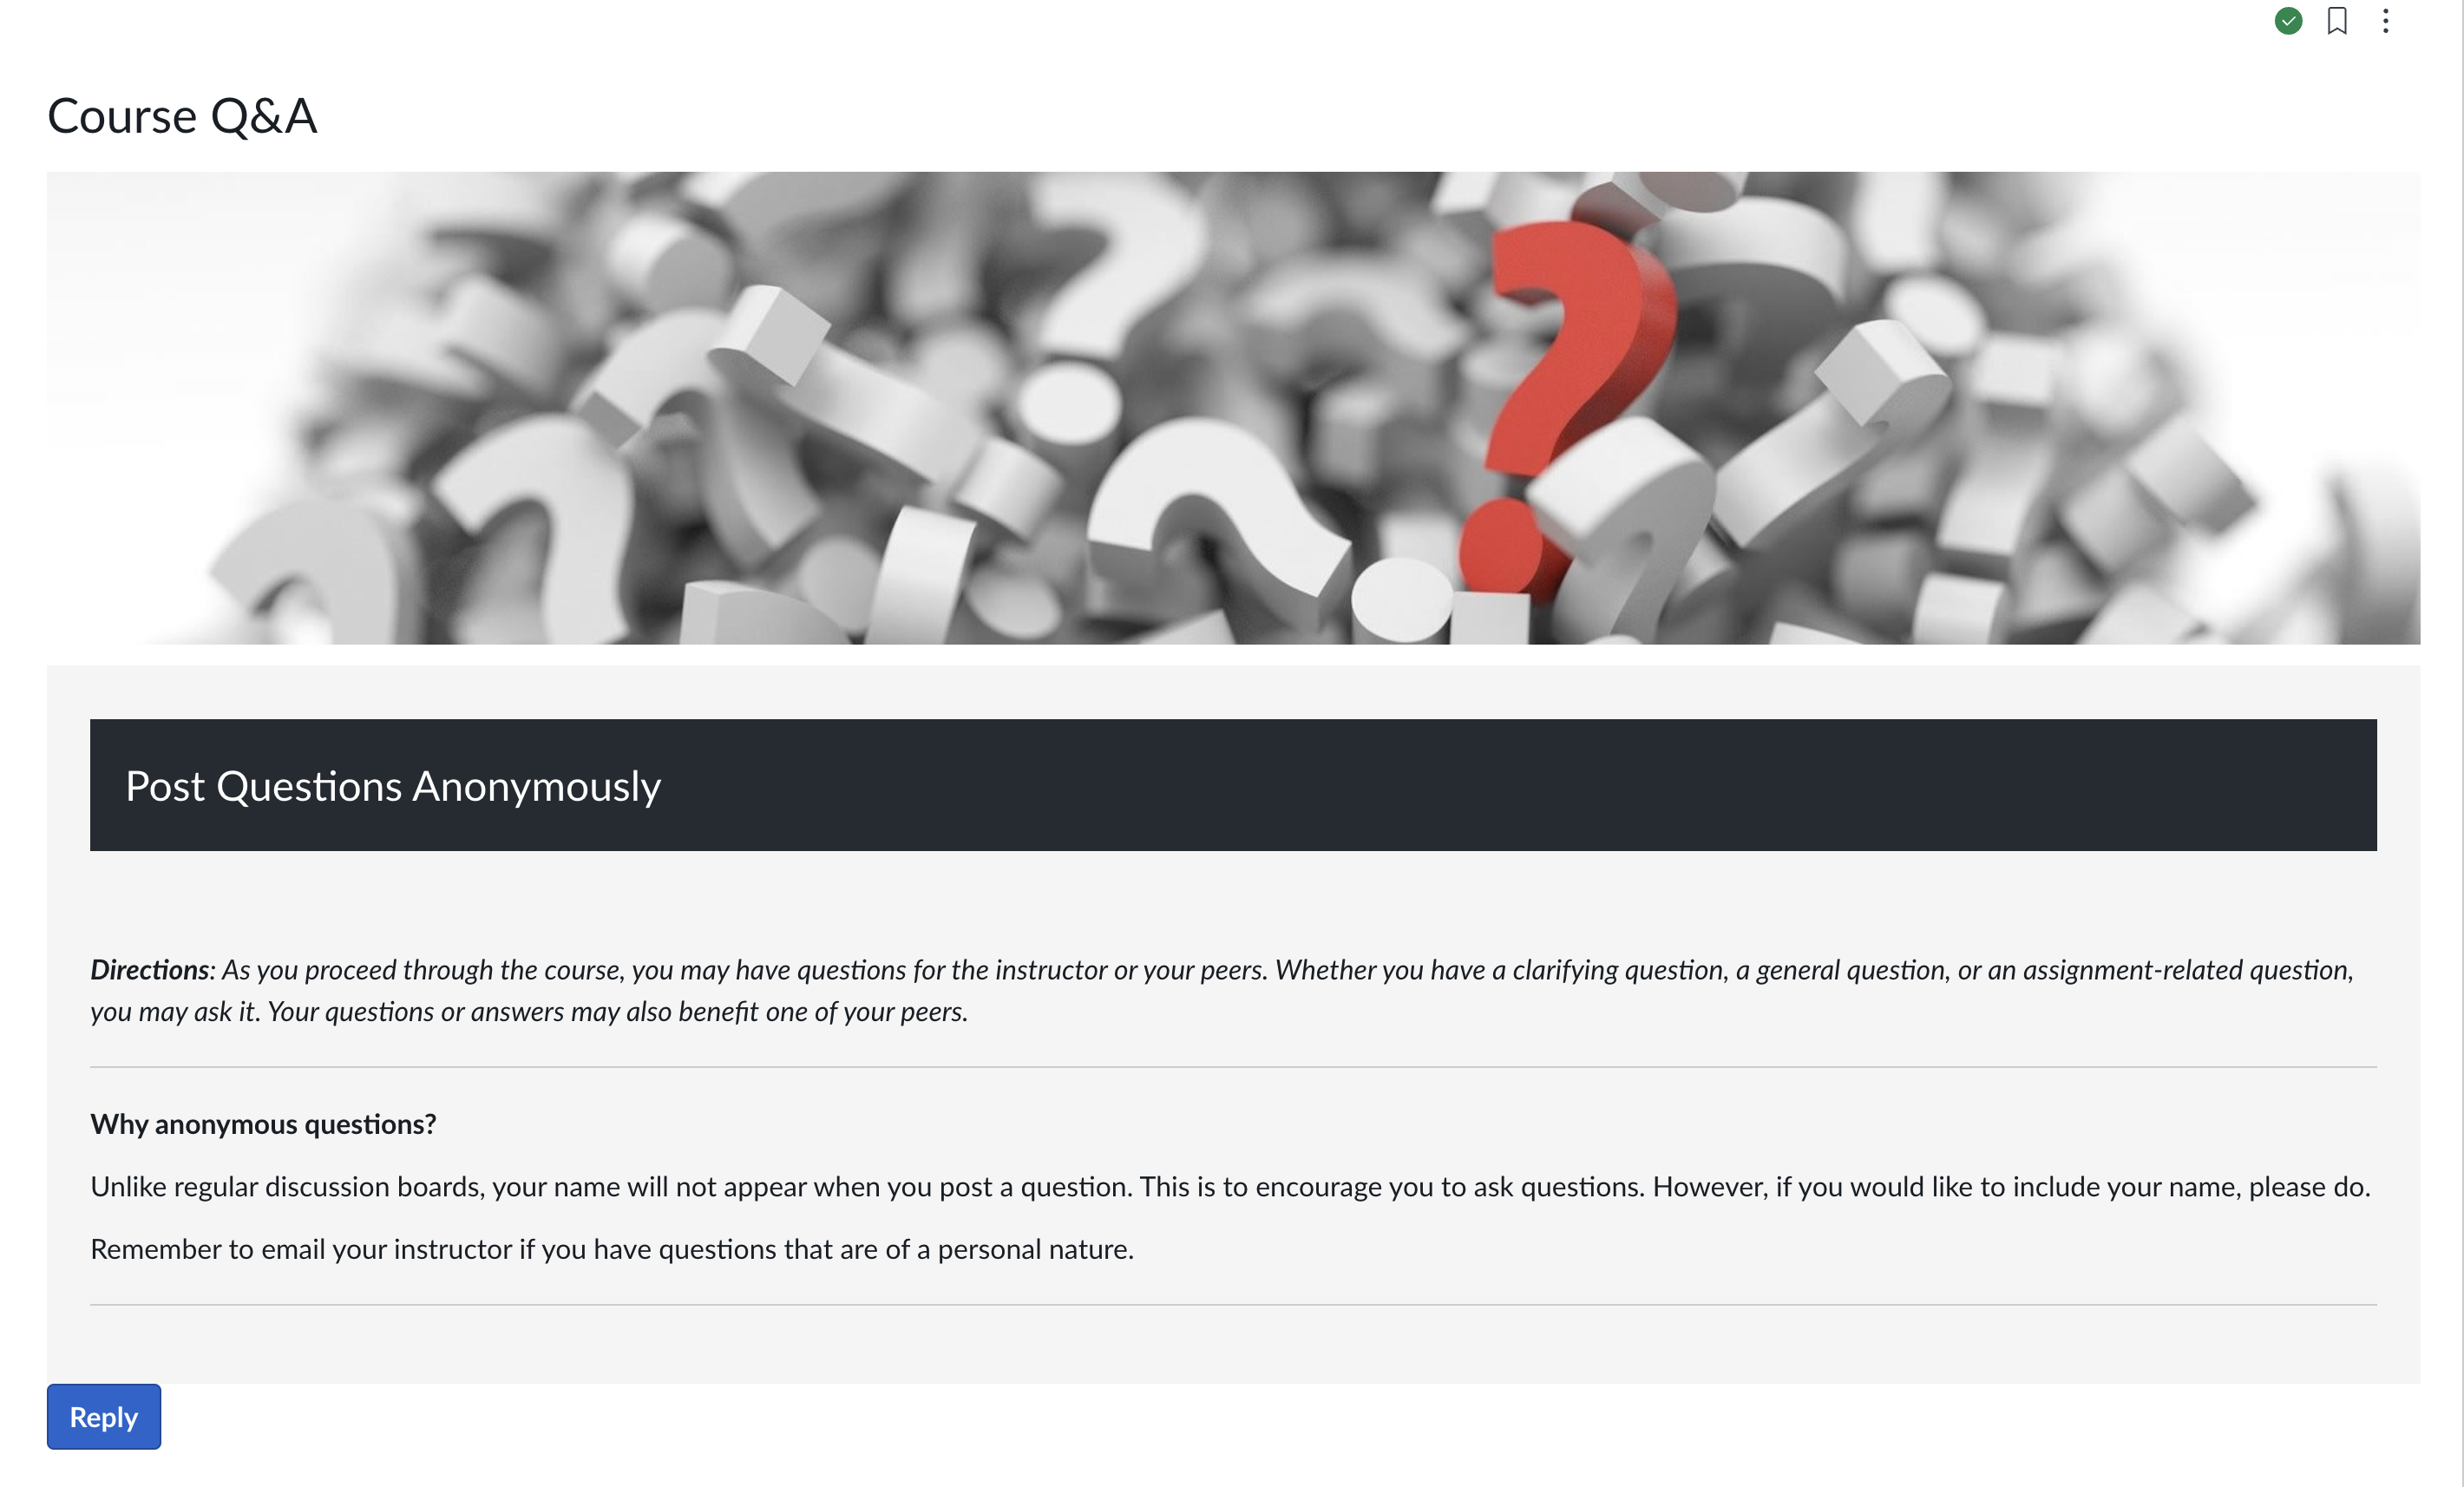 Course Q&A
Post Questions Anonymously
Directions: As you proceed through the course, you may have questions for the instructor or your peers. Whether you have a clarifying question, a general question, or an assignment-related question,
you may ask it. Your questions or answers may also benefit one of your peers.
Why anonymous questions?
Unlike regular discussion boards, your name will not appear when you post a question. This is to encourage you to ask questions. However, if you would like to include your name, please do.
Remember to email your instructor if you have questions that are of a personal nature.
Reply